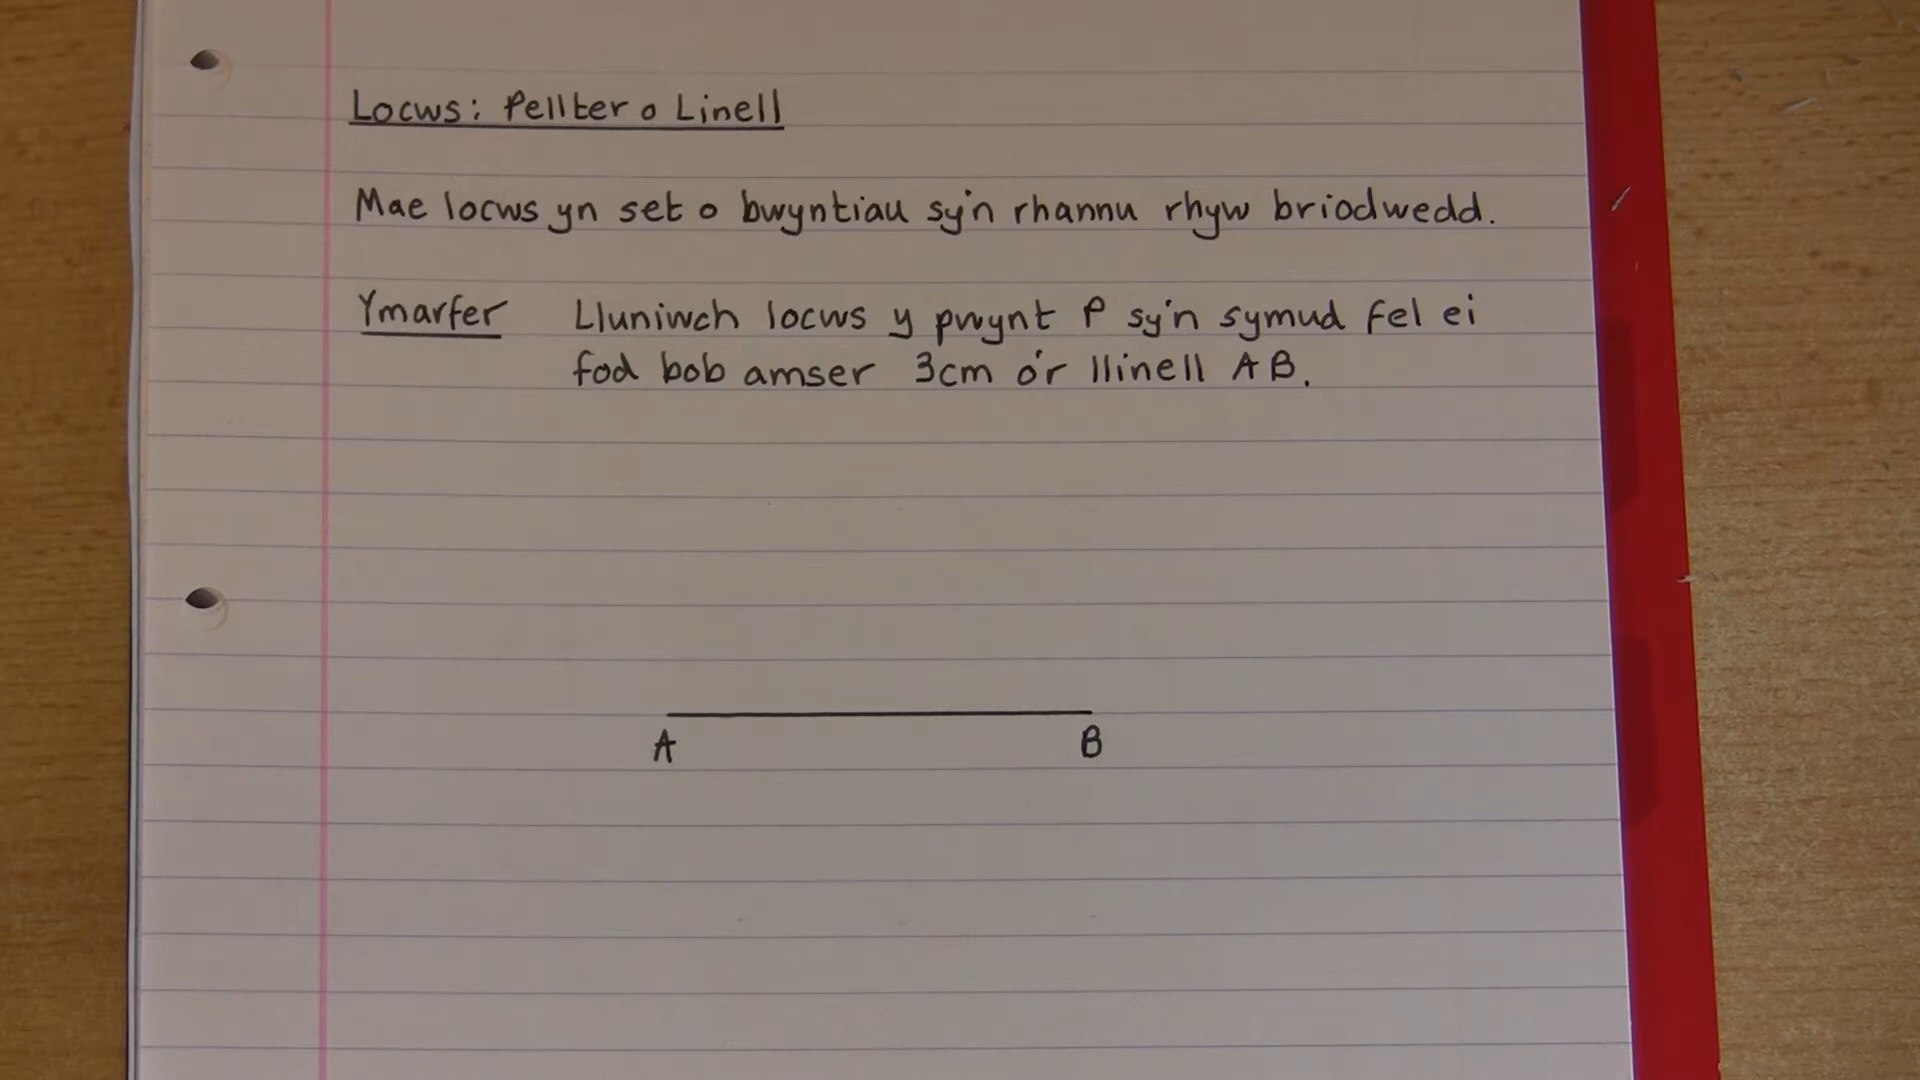 Locws: Pellter o Linell
Mae locws yn set o bwyntiau sy'n rhannu rhyw briodwedd.
Ymarfer Lluniwch locws y pwynt P sy'n symud fel ei
fod bob amser 3cm o'r llinell AB.
A B